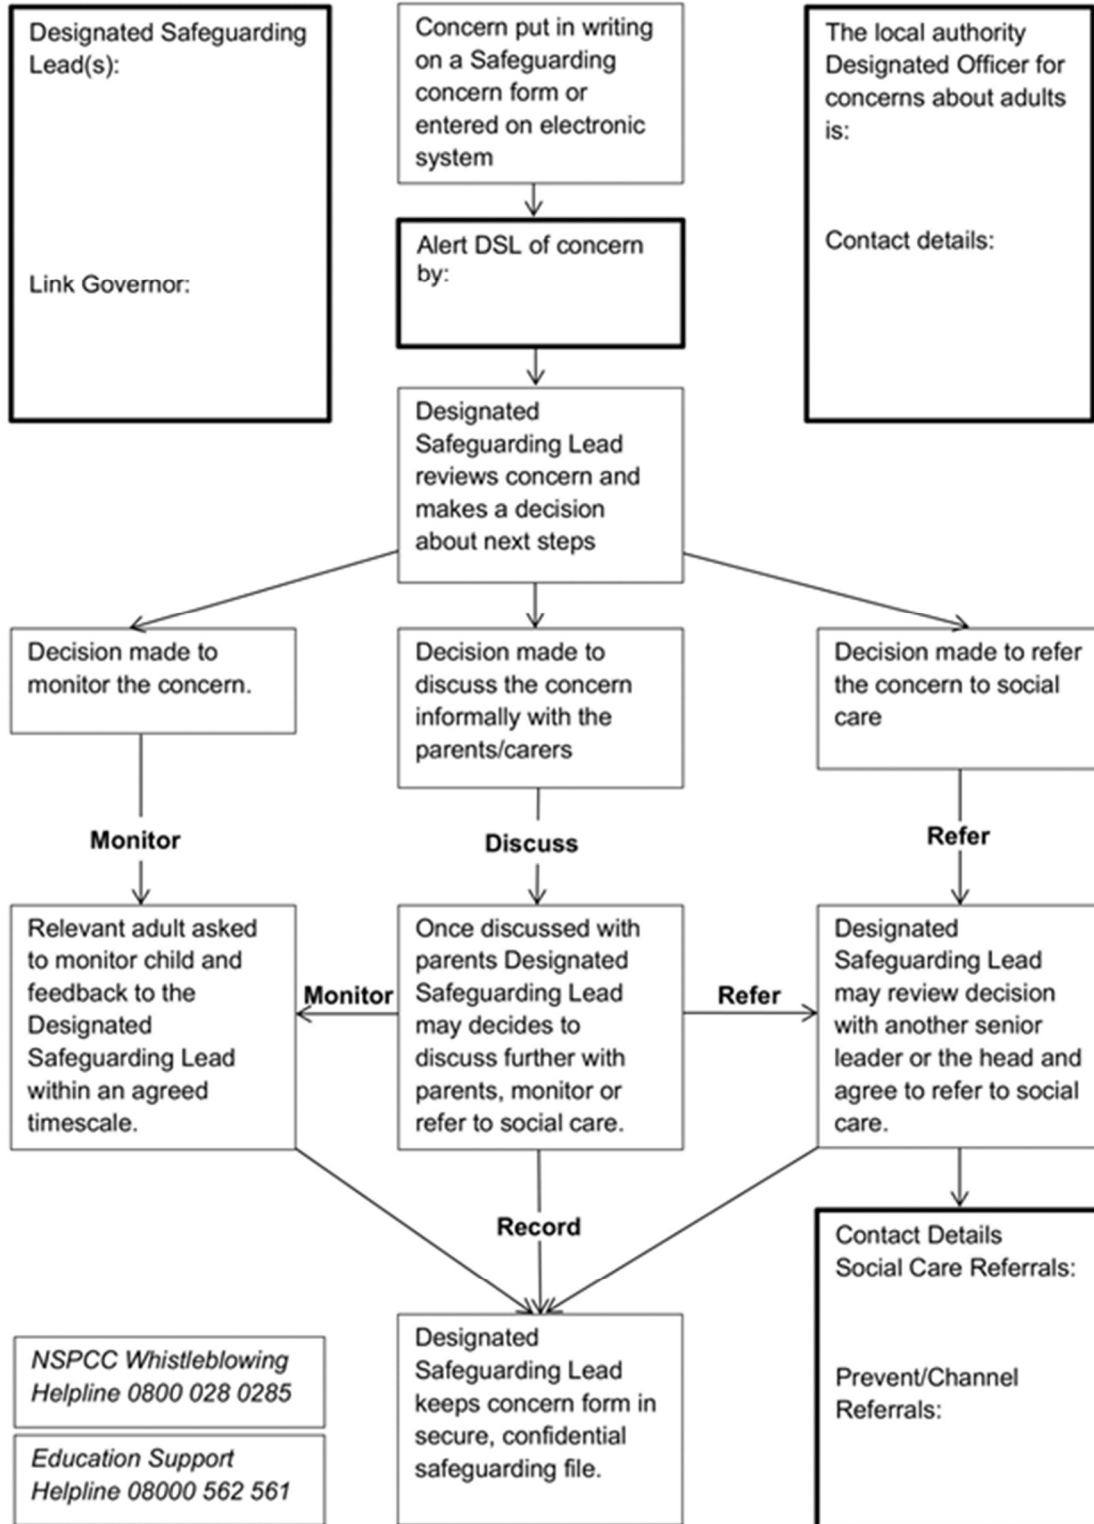 Designated Safeguarding
Lead(s):
Link Governor:
Concern put in writing
on a Safeguarding
concern form or
entered on electronic
system
The local authority
Designated Officer for
concerns about adults
is:
Contact details:
Alert DSL of concern
by:
Designated
Safeguarding Lead
reviews concern and
makes a decision
about next steps
Decision made to
monitor the concern.
Decision made to
discuss the concern
informally with the
parents/carers
Decision made to refer
the concern to social
care
Monitor
Discuss
Refer
Relevant adult asked
to monitor child and
feedback to the
Designated
Safeguarding Lead
within an agreed
timescale.
Monitor
Once discussed with
parents Designated
Safeguarding Lead
may decides to
discuss further with
parents, monitor or
refer to social care.
Refer
Designated
Safeguarding Lead
may review decision
with another senior
leader or the head and
agree to refer to social
care.
Record
Contact Details
Social Care Referrals:
Prevent/Channel
Referrals:
Designated
Safeguarding Lead
keeps concern form in
secure, confidential
safeguarding file.
NSPCC Whistleblowing
Helpline 0800 028 0285
Education Support
Helpline 08000 562 561